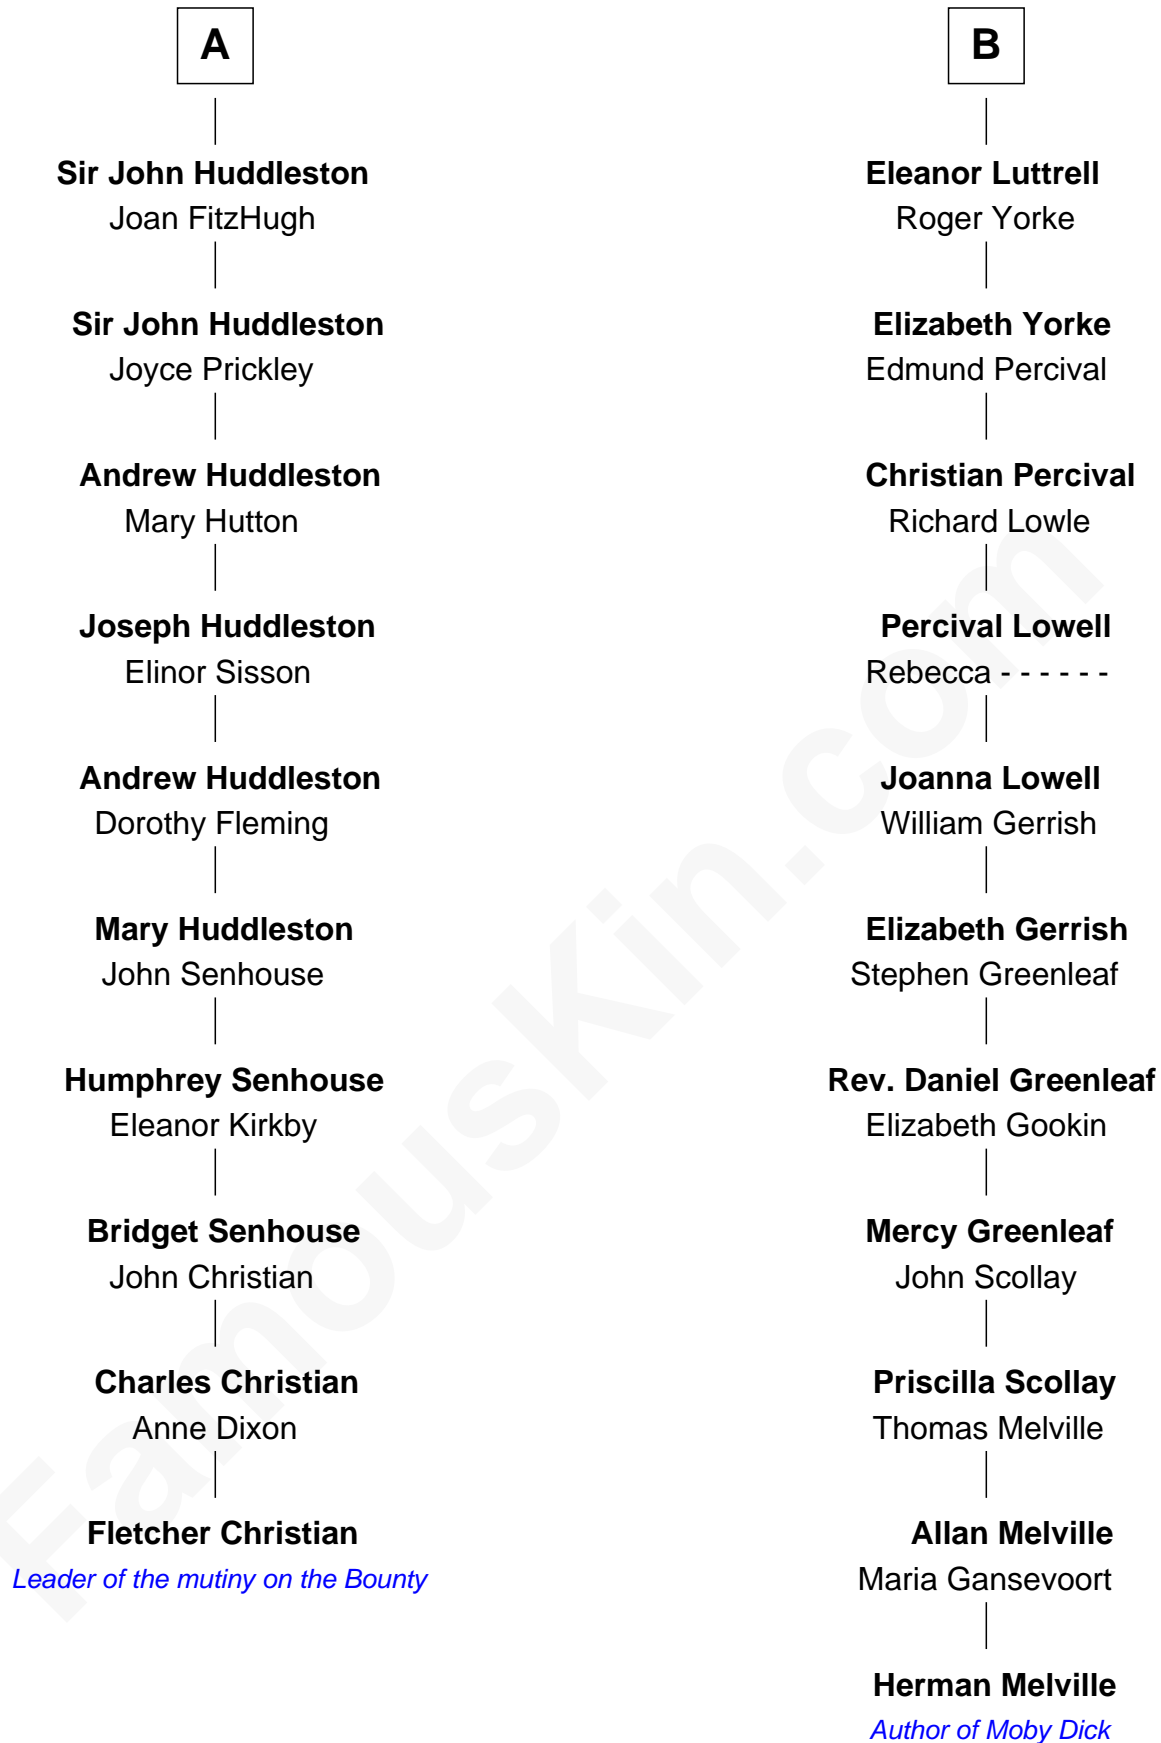 A
Sir John Huddleston
Joan FitzHugh
Sir John Huddleston
Joyce Prickley
Andrew Huddleston
Mary Hutton
Joseph Huddleston
Elinor Sisson
Andrew Huddleston
Dorothy Fleming
Mary Huddleston
John Senhouse
Humphrey Senhouse
Eleanor Kirkby
Bridget Senhouse
John Christian
Charles Christian
Anne Dixon
Fletcher Christian
Leader of the mutiny on the Bounty
B
Eleanor Luttrell
Roger Yorke
Elizabeth Yorke
Edmund Percival
Christian Percival
Richard Lowle
Percival Lowell
Rebecca - - - - - -
Joanna Lowell
William Gerrish
Elizabeth Gerrish
Stephen Greenleaf
Rev. Daniel Greenleaf
Elizabeth Gookin
Mercy Greenleaf
John Scollay
Priscilla Scollay
Thomas Melville
Allan Melville
Maria Gansevoort
Herman Melville
Author of Moby Dick
FamousKin.com